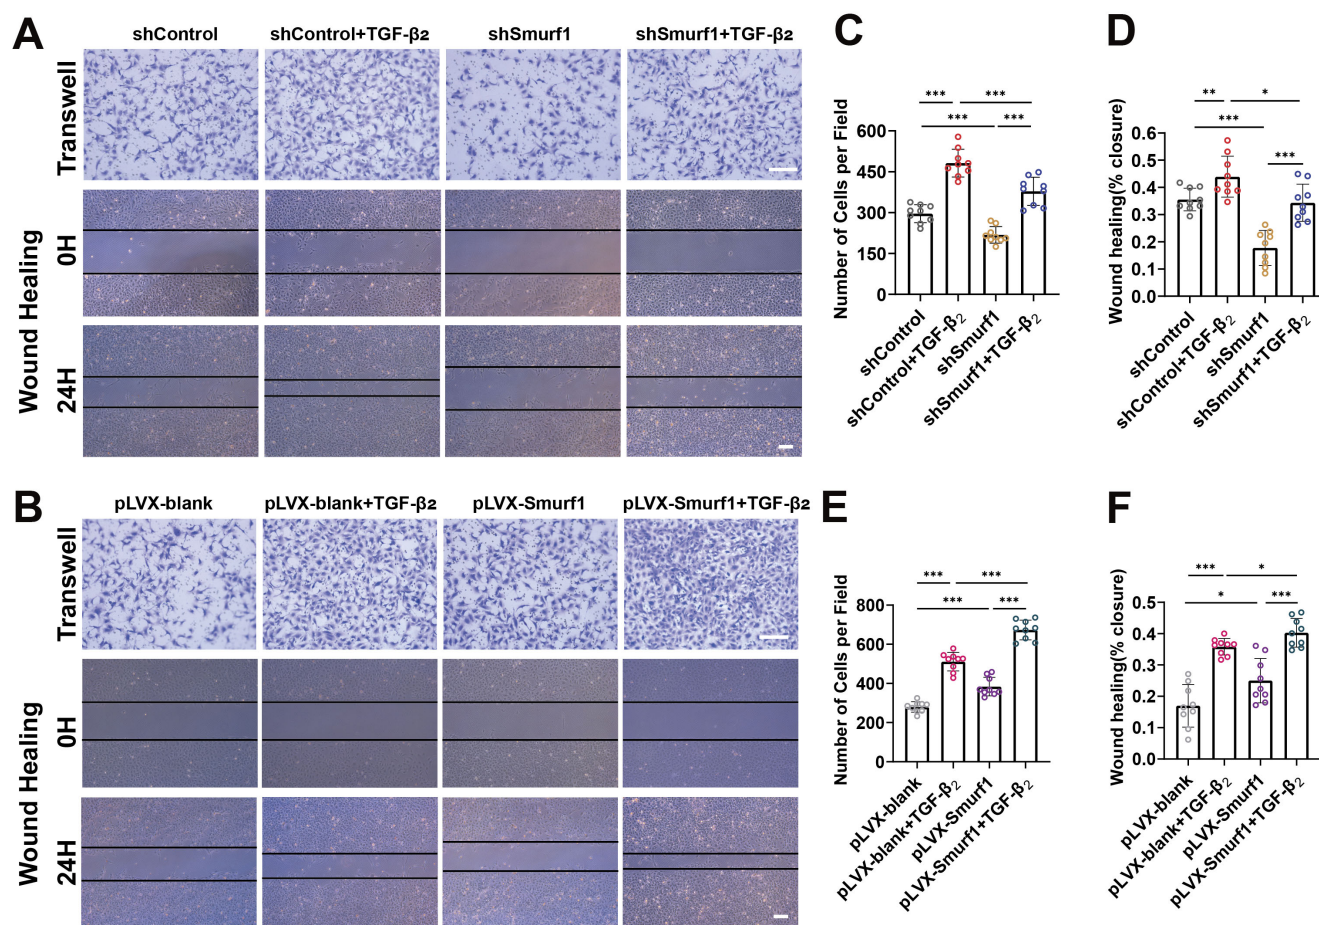 A
shControl
shControl+TGF-β2
shSmurf1
shSmurf1+TGF-β2
Transwell
Wound Healing
0H
24H
B
pLVX-blank
pLVX-blank+TGF-β2
pLVX-Smurf1
pLVX-Smurf1+TGF-β2
Transwell
Wound Healing
0H
24H
C
***
***
***
***
Number of Cells per Field
600
450
300
150
0
shControl
shControl+TGF-β2
shSmurf1
shSmurf1+TGF-β2
D
**
*
***
***
Wound healing(% closure)
0.6
0.5
0.4
0.3
0.2
0.1
0.0
shControl
shControl+TGF-β2
shSmurf1
shSmurf1+TGF-β2
E
***
***
***
***
Number of Cells per Field
800
600
400
200
0
pLVX-blank
pLVX-blank+TGF-β2
pLVX-Smurf1
pLVX-Smurf1+TGF-β2
F
***
*
*
***
Wound healing(% closure)
0.5
0.4
0.3
0.2
0.1
0.0
pLVX-blank
pLVX-blank+TGF-β2
pLVX-Smurf1
pLVX-Smurf1+TGF-β2